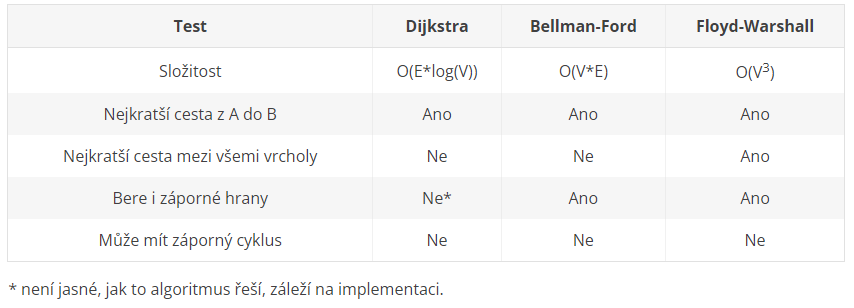 Test Dijkstra Bellman-Ford Floyd-Warshall
Složitost O(E*log(V)) O(V*E) O(V³)
Nejkratší cesta z A do B Ano Ano Ano
Nejkratší cesta mezi všemi vrcholy Ne Ne Ano
Bere i záporné hrany Ne* Ano Ano
Může mít záporný cyklus Ne Ne Ne
* není jasné, jak to algoritmus řeší, záleží na implementaci.